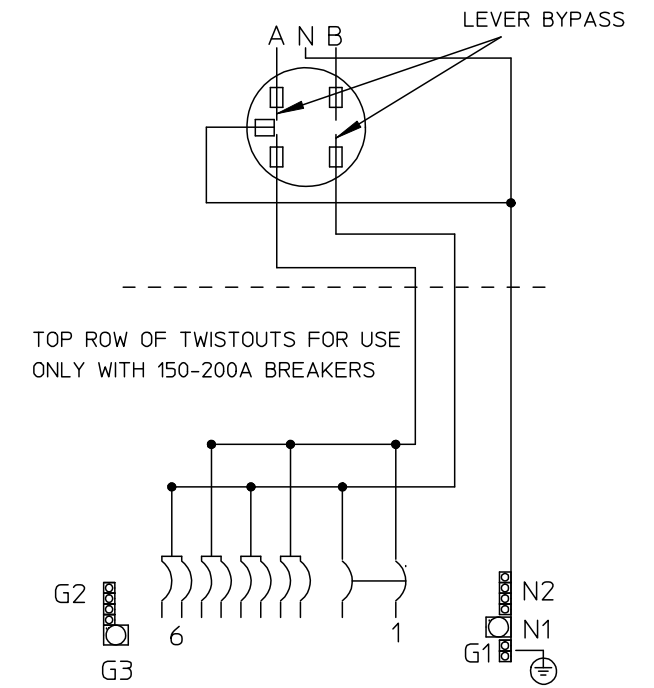 LEVER BYPASS
A N B
TOP ROW OF TWISTOUTS FOR USE
ONLY WITH 150-200A BREAKERS
G2
N2
6
1
N1
G1
G3